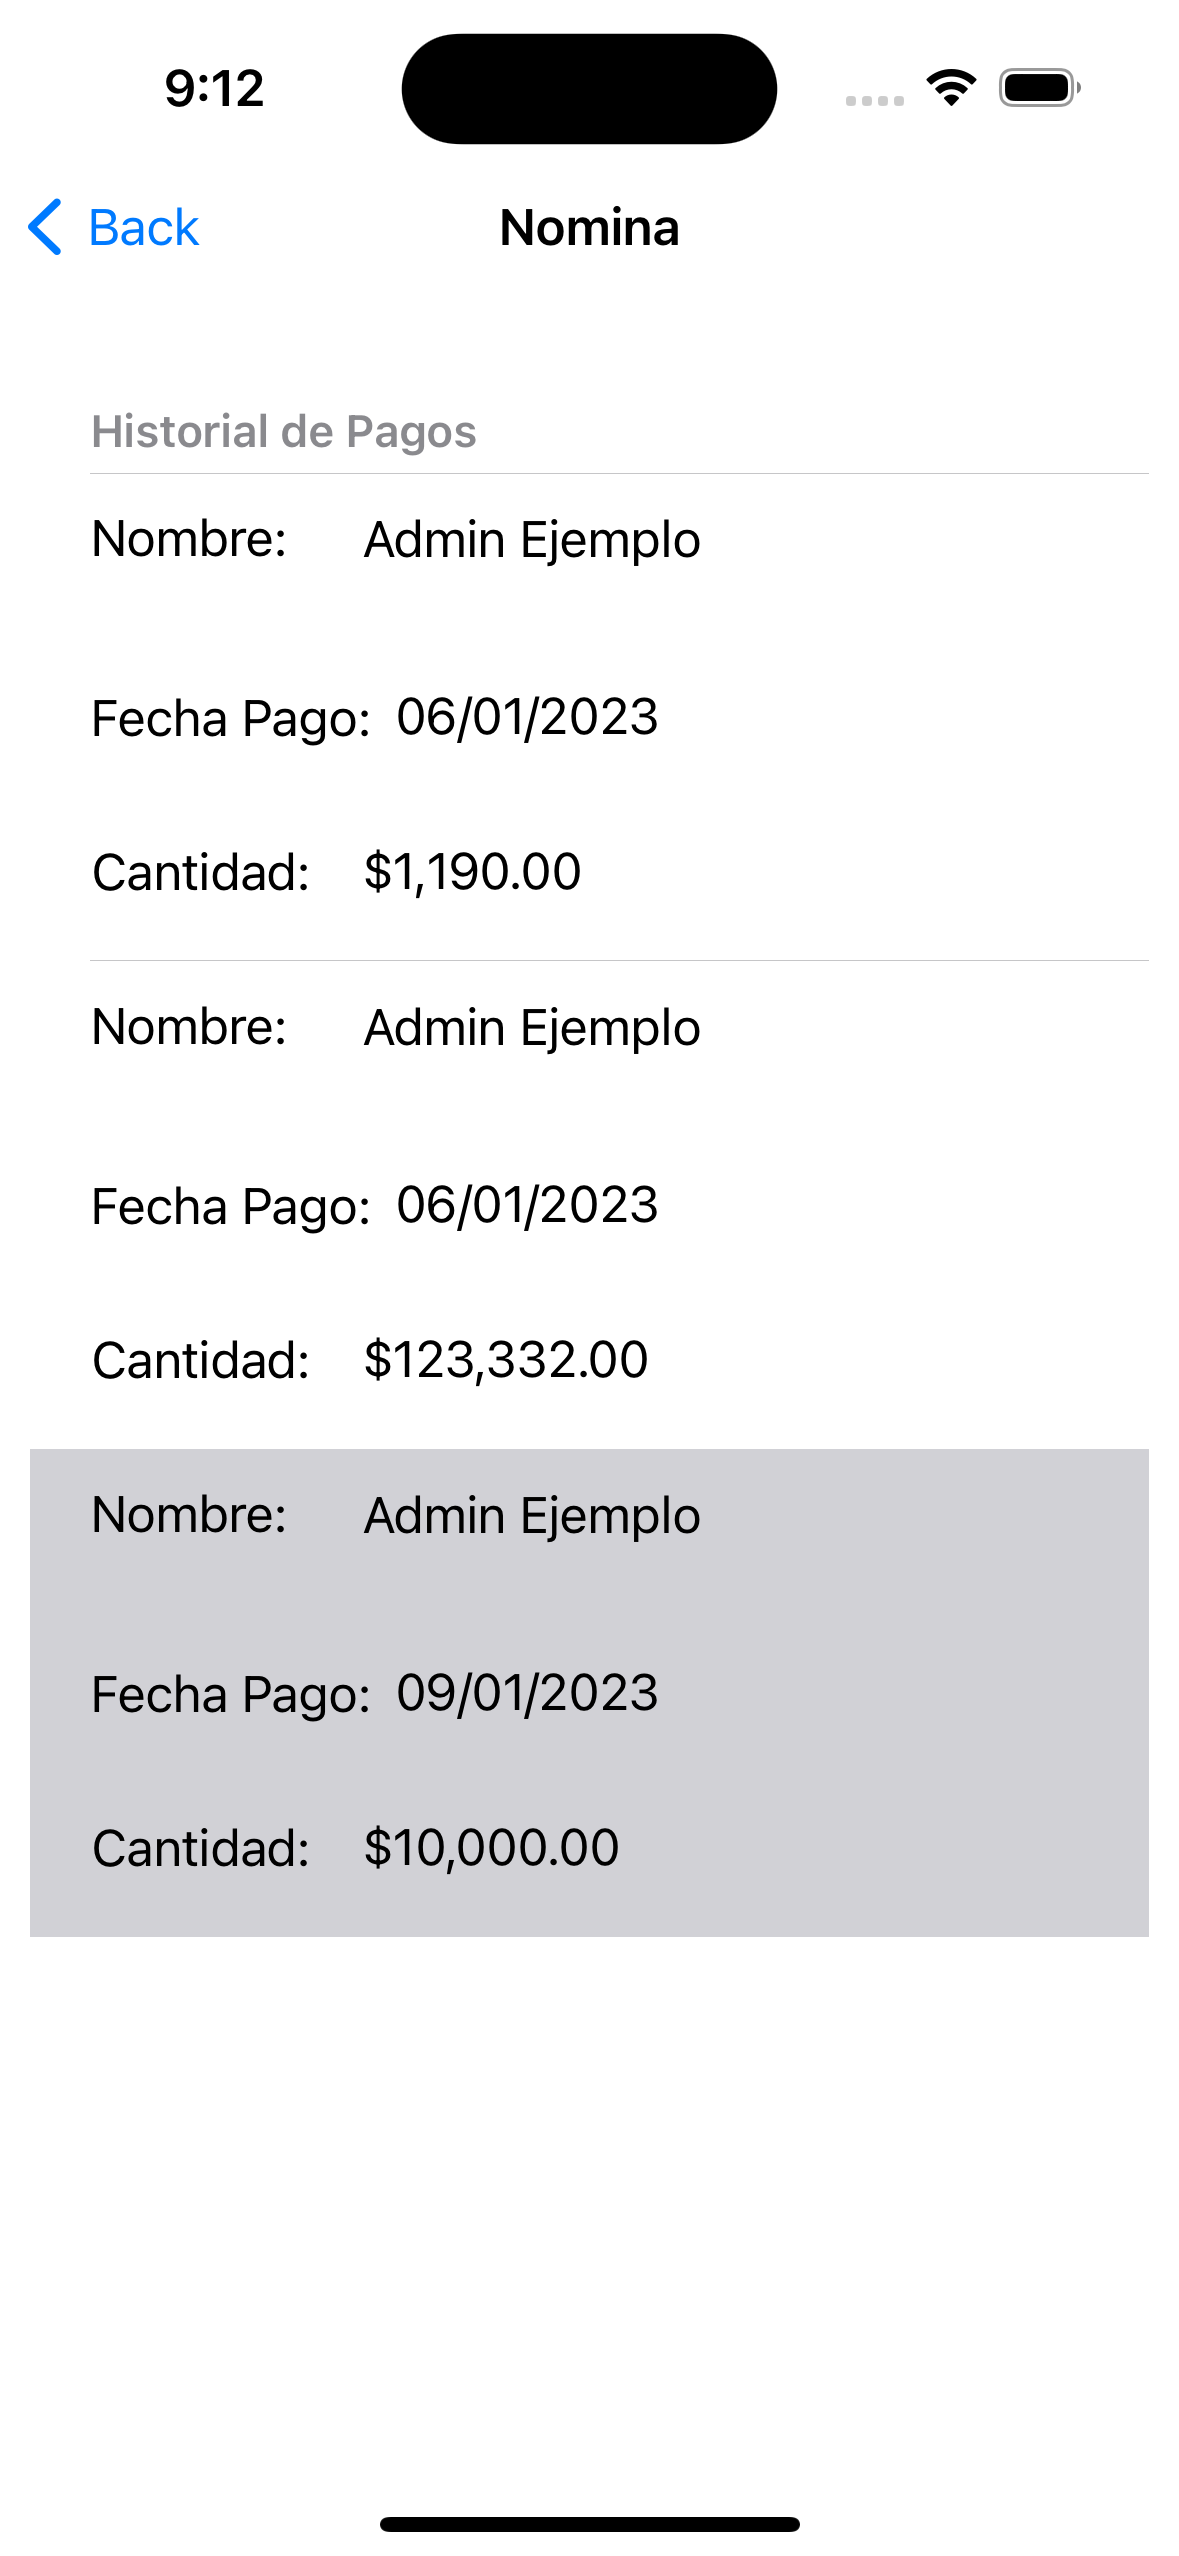 9:12
Back Nomina
Historial de Pagos
Nombre: Admin Ejemplo
Fecha Pago: 06/01/2023
Cantidad: $1,190.00
Nombre: Admin Ejemplo
Fecha Pago: 06/01/2023
Cantidad: $123,332.00
Nombre: Admin Ejemplo
Fecha Pago: 09/01/2023
Cantidad: $10,000.00